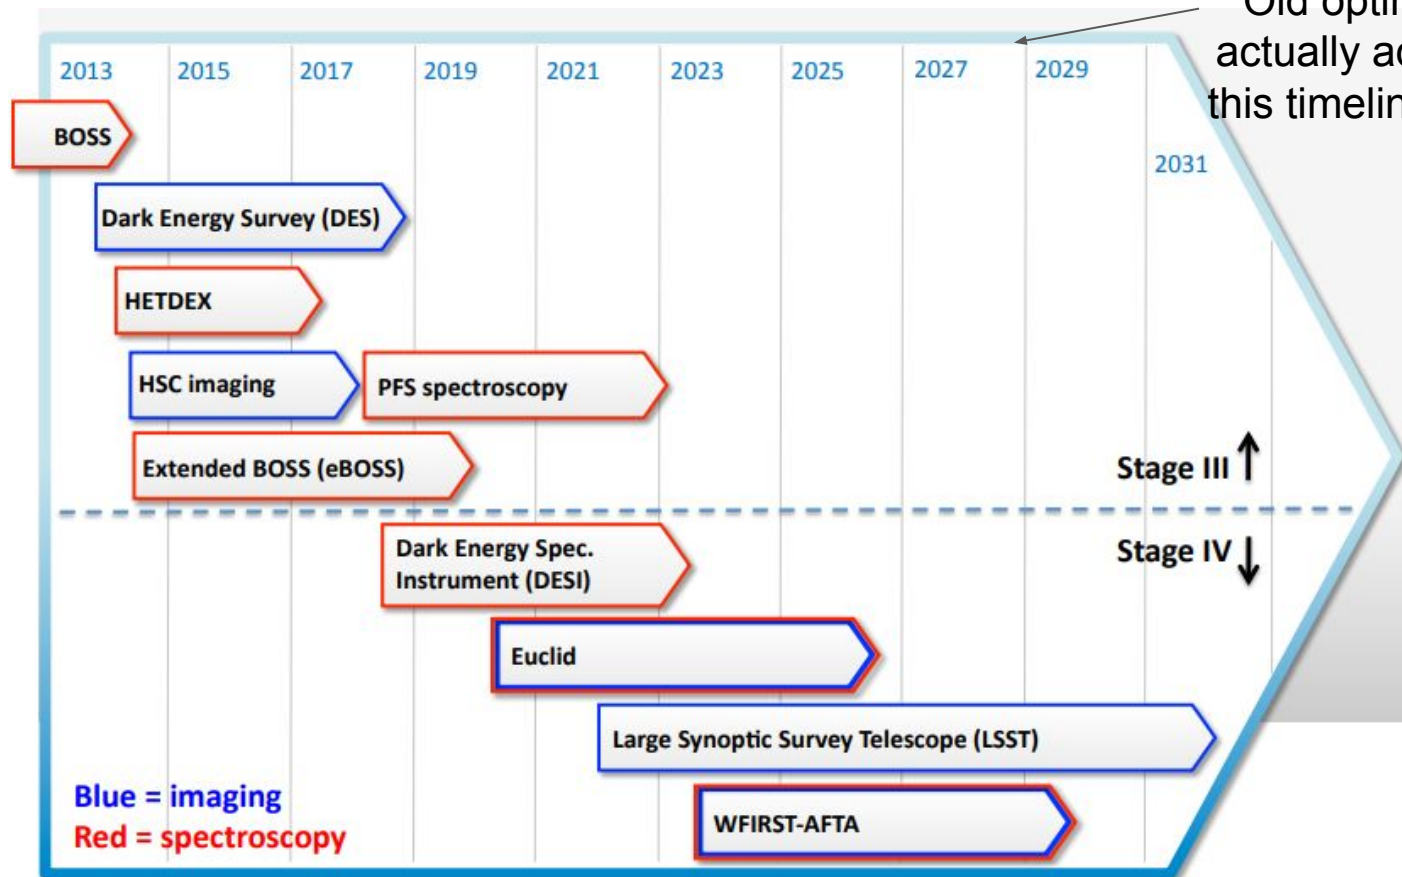 Old
actually
this
2013 2015 2017 2019 2021 2023 2025 2027 2029
2031
BOSS
Dark Energy Survey (DES)
HETDEX
HSC imaging
PFS spectroscopy
Extended BOSS (eBOSS)
Stage III
Stage IV
Dark Energy Spec.
Instrument (DESI)
Euclid
Large Synoptic Survey Telescope (LSST)
WFIRST-AFTA
Blue = imaging
Red = spectroscopy